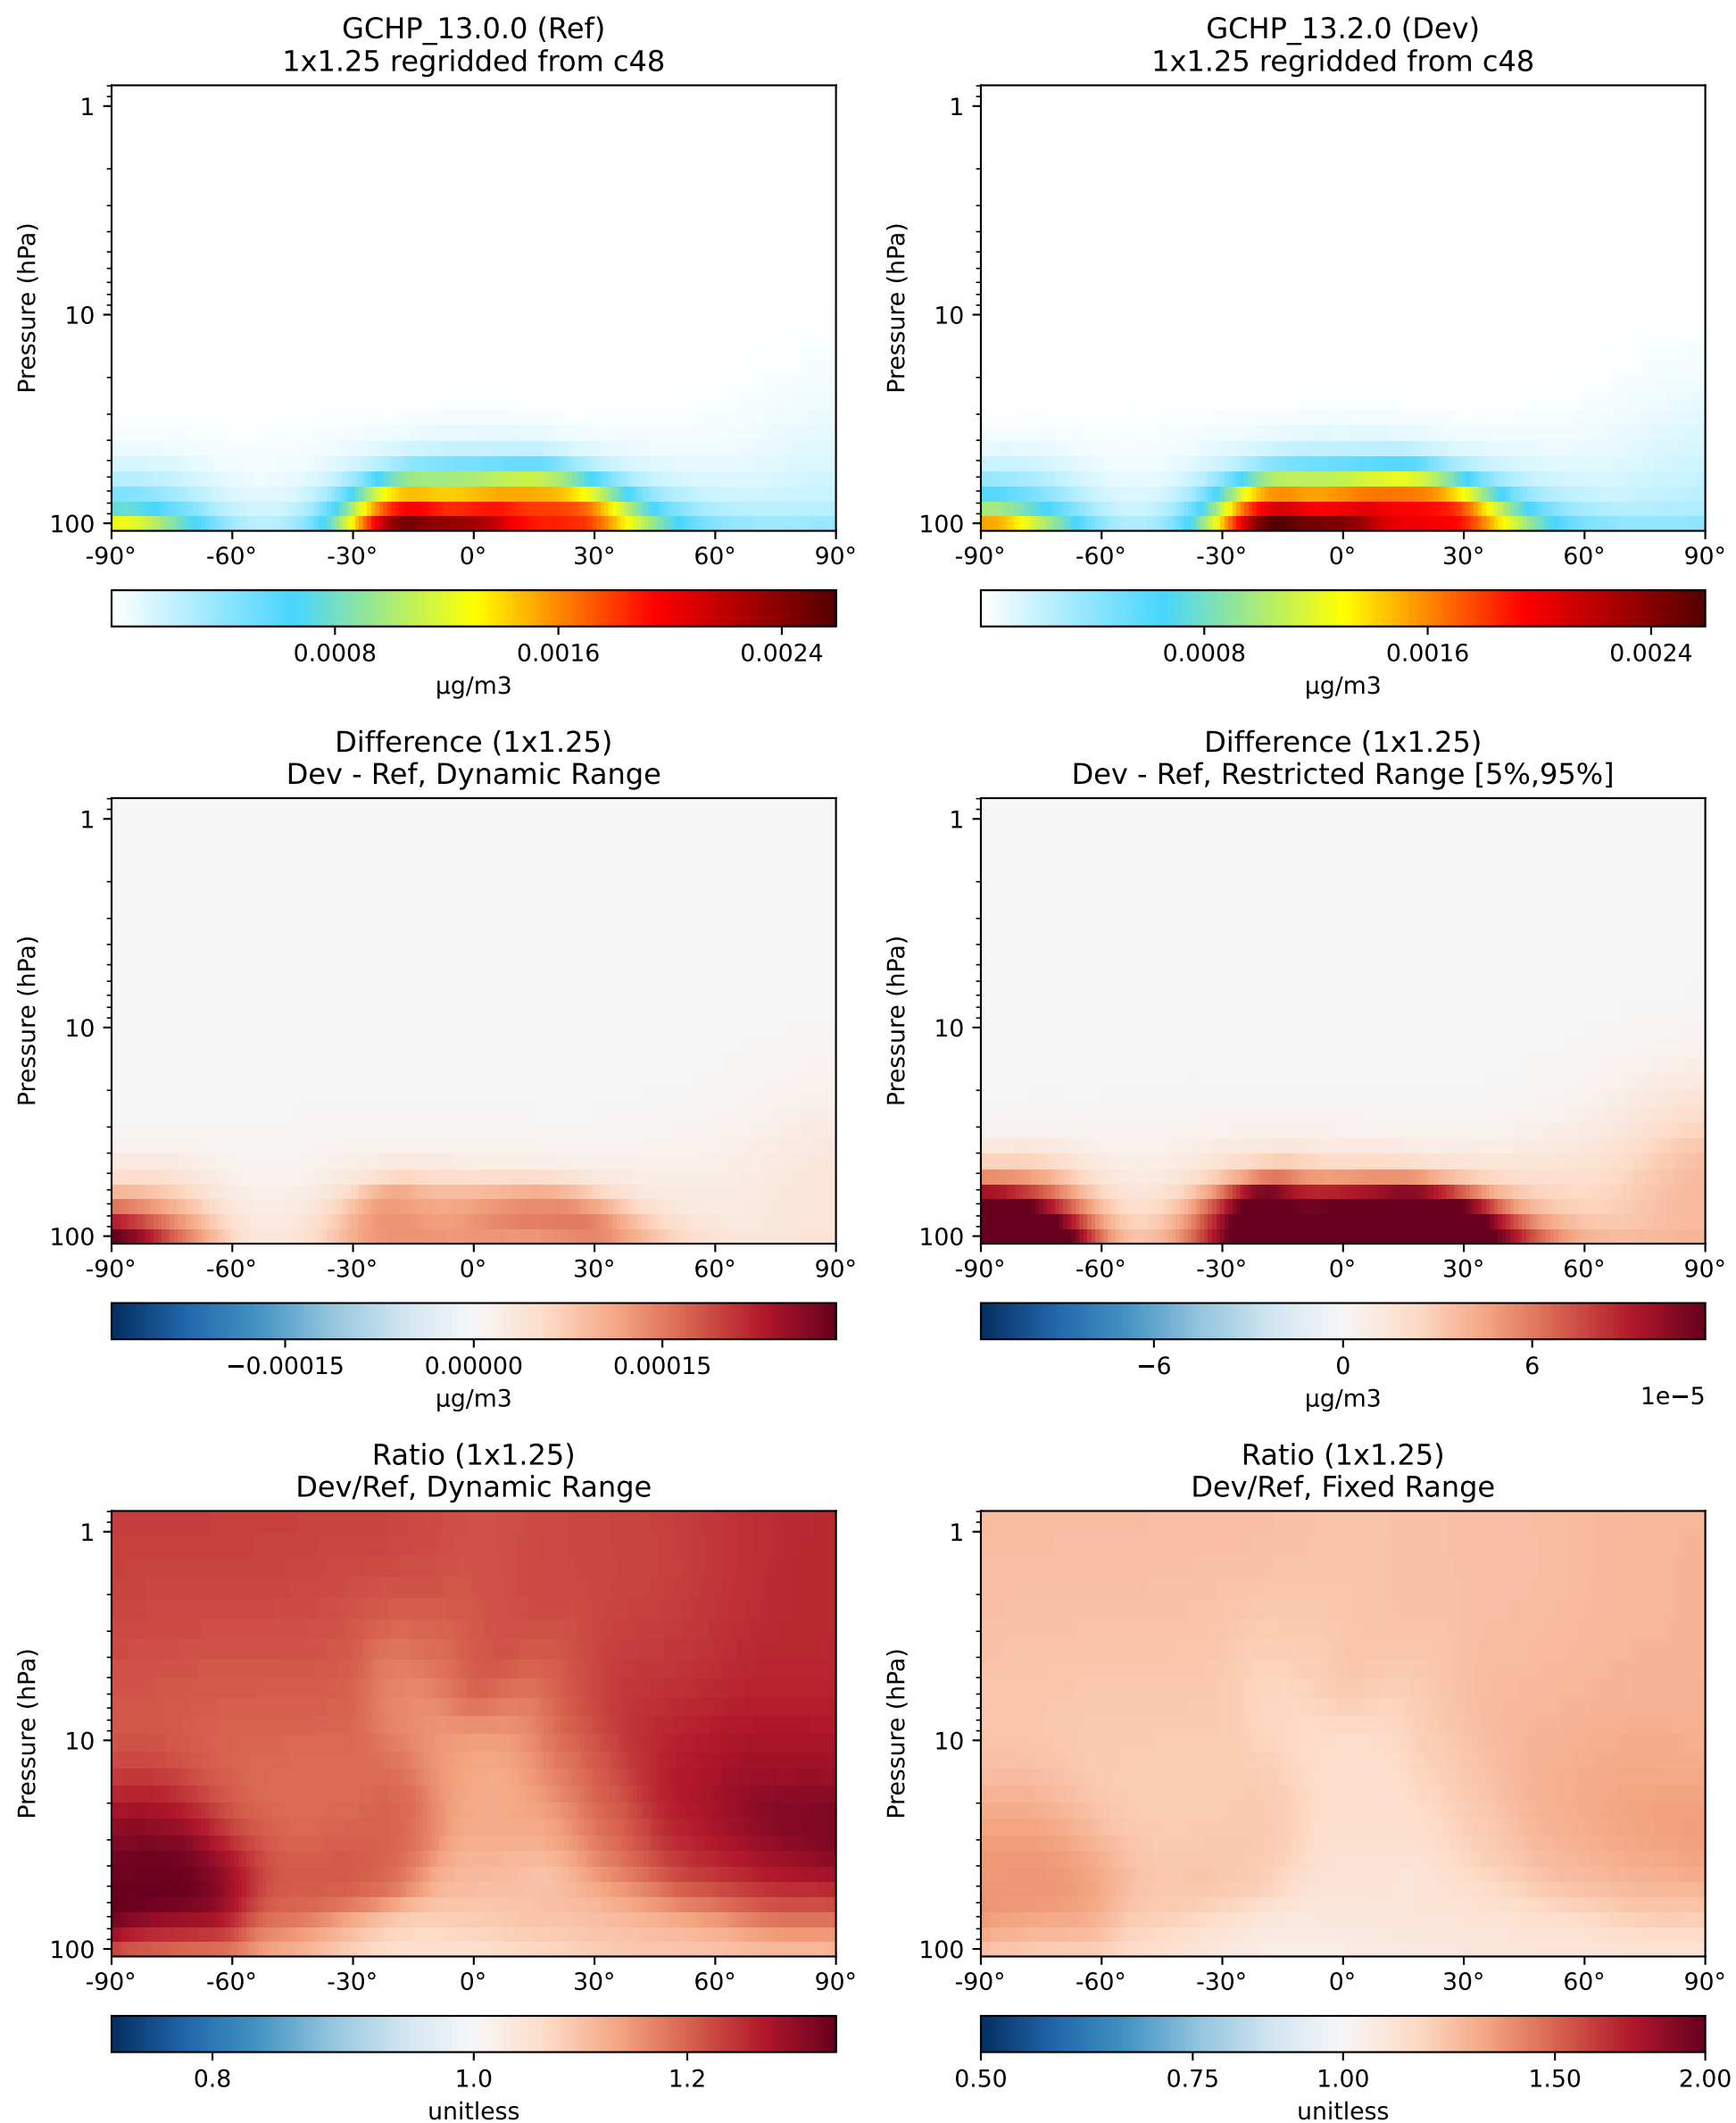 GCHP_13.0.0 (Ref)
1x1.25 regridded from c48
Pressure (hPa)
1
10
100
-90° -60° -30° 0° 30° 60° 90°
0.0008 0.0016 0.0024
µg/m3
GCHP_13.2.0 (Dev)
1x1.25 regridded from c48
Pressure (hPa)
1
10
100
-90° -60° -30° 0° 30° 60° 90°
0.0008 0.0016 0.0024
µg/m3
Difference (1x1.25)
Dev - Ref, Dynamic Range
Pressure (hPa)
1
10
100
-90° -60° -30° 0° 30° 60° 90°
−0.00015 0.00000 0.00015
µg/m3
Difference (1x1.25)
Dev - Ref, Restricted Range [5%,95%]
Pressure (hPa)
1
10
100
-90° -60° -30° 0° 30° 60° 90°
−6 0 6
1e−5
µg/m3
Ratio (1x1.25)
Dev/Ref, Dynamic Range
Pressure (hPa)
1
10
100
-90° -60° -30° 0° 30° 60° 90°
0.8 1.0 1.2
unitless
Ratio (1x1.25)
Dev/Ref, Fixed Range
Pressure (hPa)
1
10
100
-90° -60° -30° 0° 30° 60° 90°
0.50 0.75 1.00 1.50 2.00
unitless